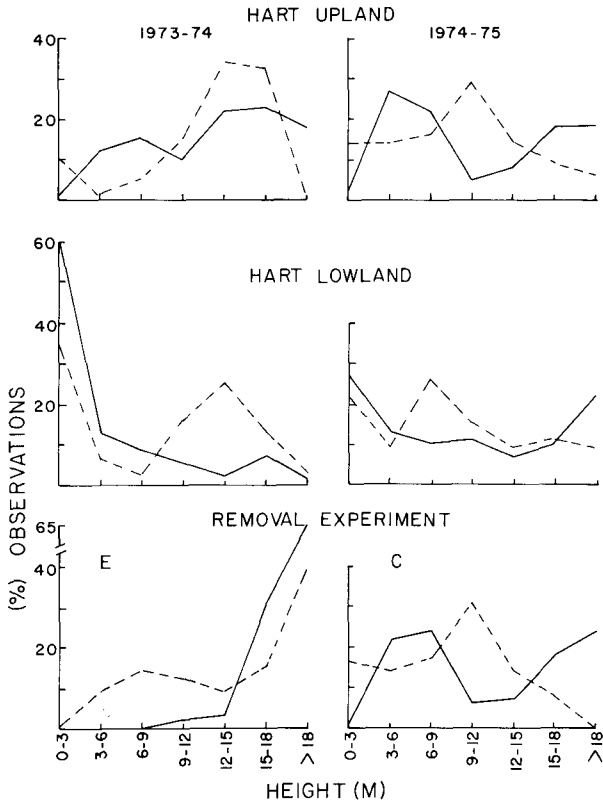 HART UPLAND
1973-74
1974-75
40
20
HART LOWLAND
60
40
20
(%) OBSERVATIONS
REMOVAL EXPERIMENT
65
E
C
40
20
0-3 3-6 6-9 9-12 12-15 15-18 >18
0-3 3-6 6-9 9-12 12-15 15-18 >18
HEIGHT (M)